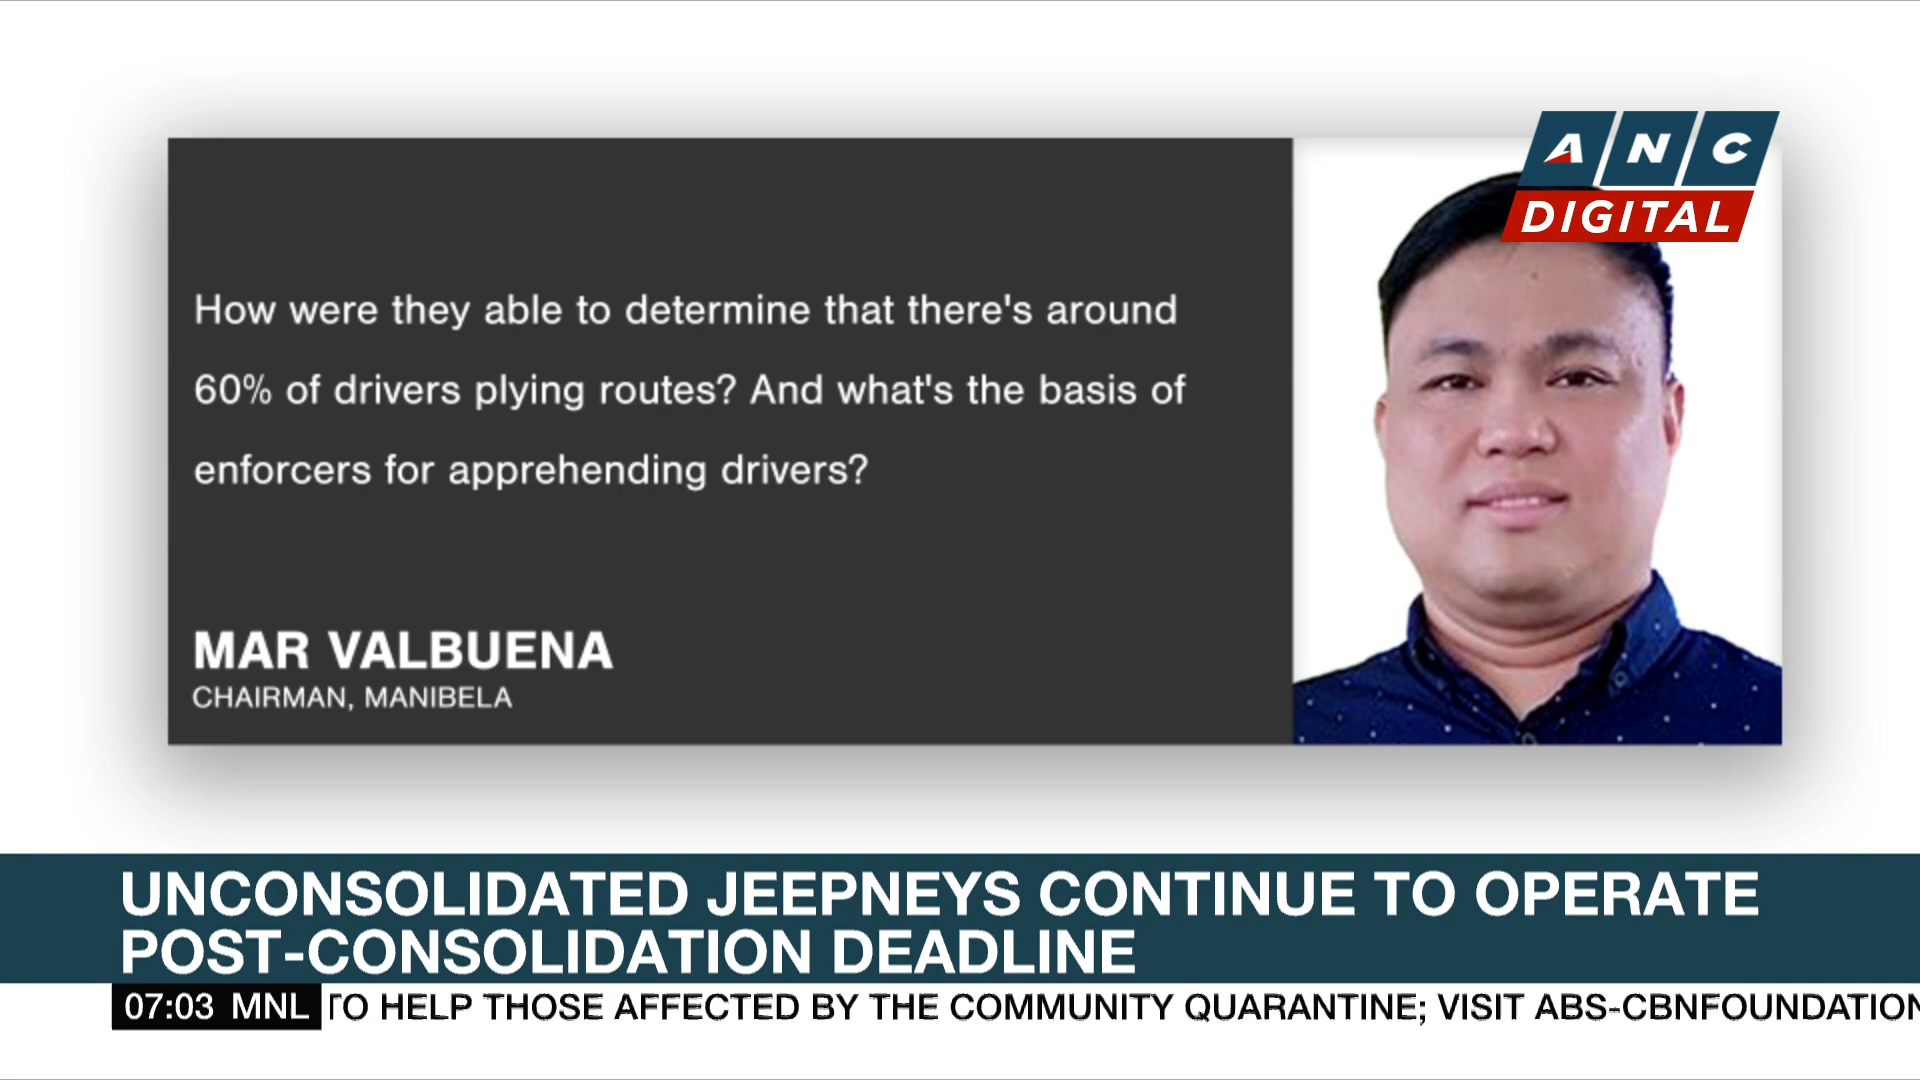 ANC
DIGITAL
How were they able to determine that there's around
60% of drivers plying routes? And what's the basis of
enforcers for apprehending drivers?
MAR VALBUENA
CHAIRMAN, MANIBELA
UNCONSOLIDATED JEEPNEYS CONTINUE TO OPERATE
POST-CONSOLIDATION DEADLINE
07:03 MNL TO HELP THOSE AFFECTED BY THE COMMUNITY QUARANTINE; VISIT ABS-CBNFOUNDATION